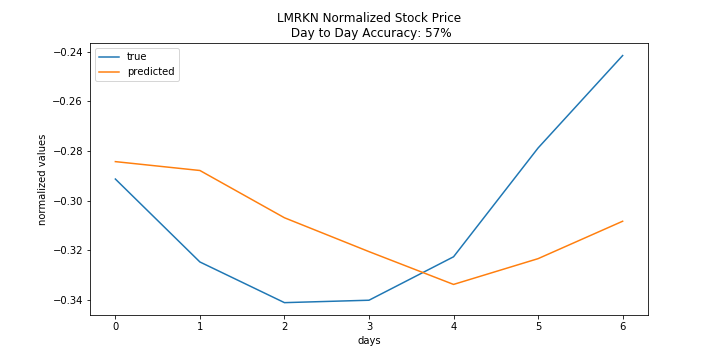 LMRKN Normalized Stock Price
Day to Day Accuracy: 57%
true
predicted
normalized values
−0.24
−0.26
−0.28
−0.30
−0.32
−0.34
0 1 2 3 4 5 6
days